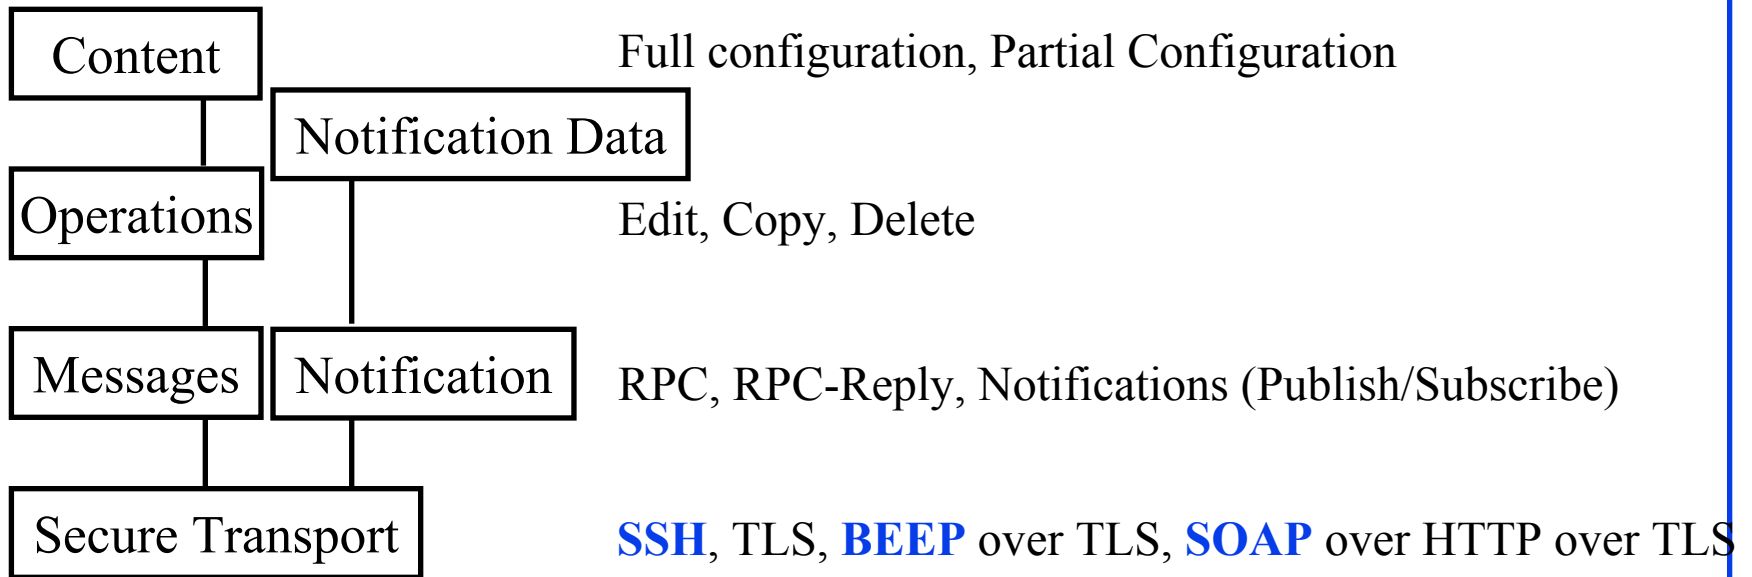 Content
Full configuration, Partial Configuration
Notification Data
Operations
Edit, Copy, Delete
Messages
Notification
RPC, RPC-Reply, Notifications (Publish/Subscribe)
Secure Transport
SSH, TLS, BEEP over TLS, SOAP over HTTP over TLS